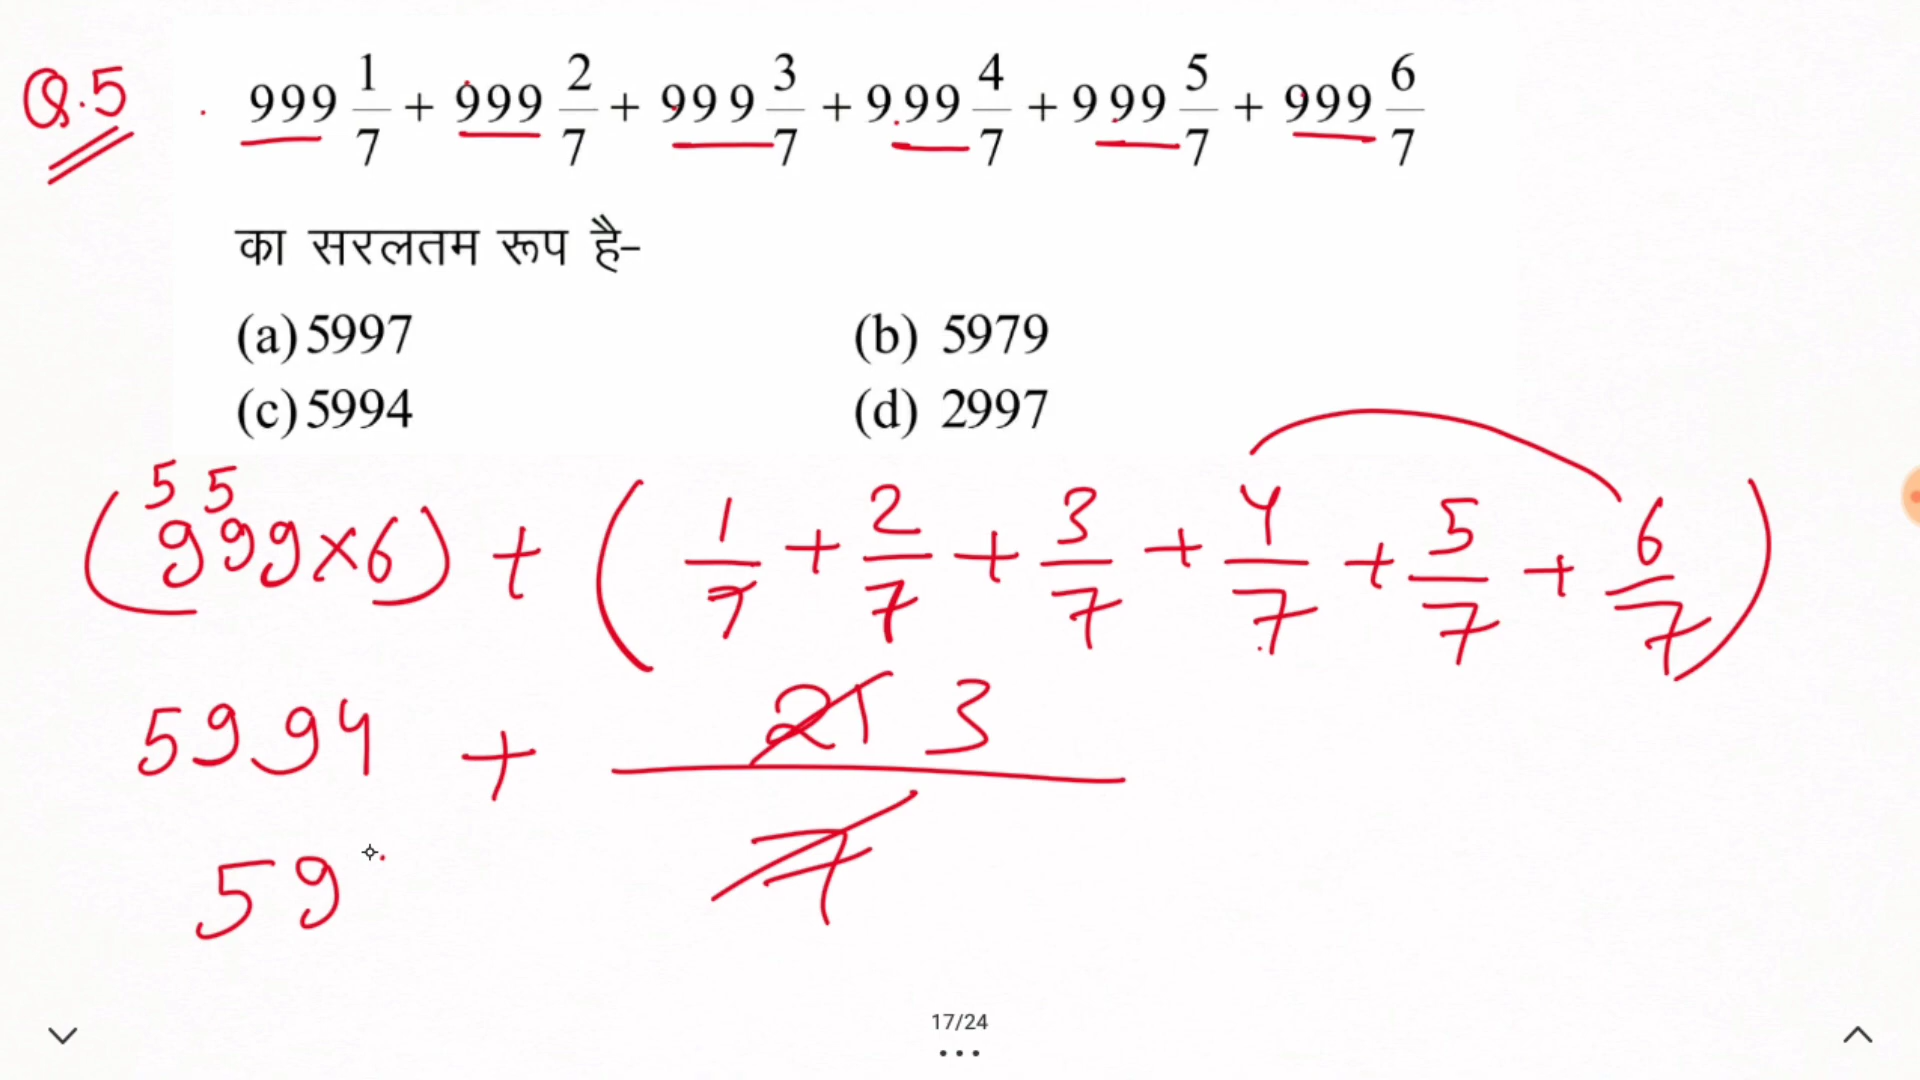 Q.5
999 1/7 + 999 2/7 + 999 3/7 + 999 4/7 + 999 5/7 + 999 6/7
का सरलतम रूप है-
(a) 5997 (b) 5979
(c) 5994 (d) 2997
5 5
(999×6) + (1/7 + 2/7 + 3/7 + 4/7 + 5/7 + 6/7)
5994 + 21 3 / 7
59
17/24